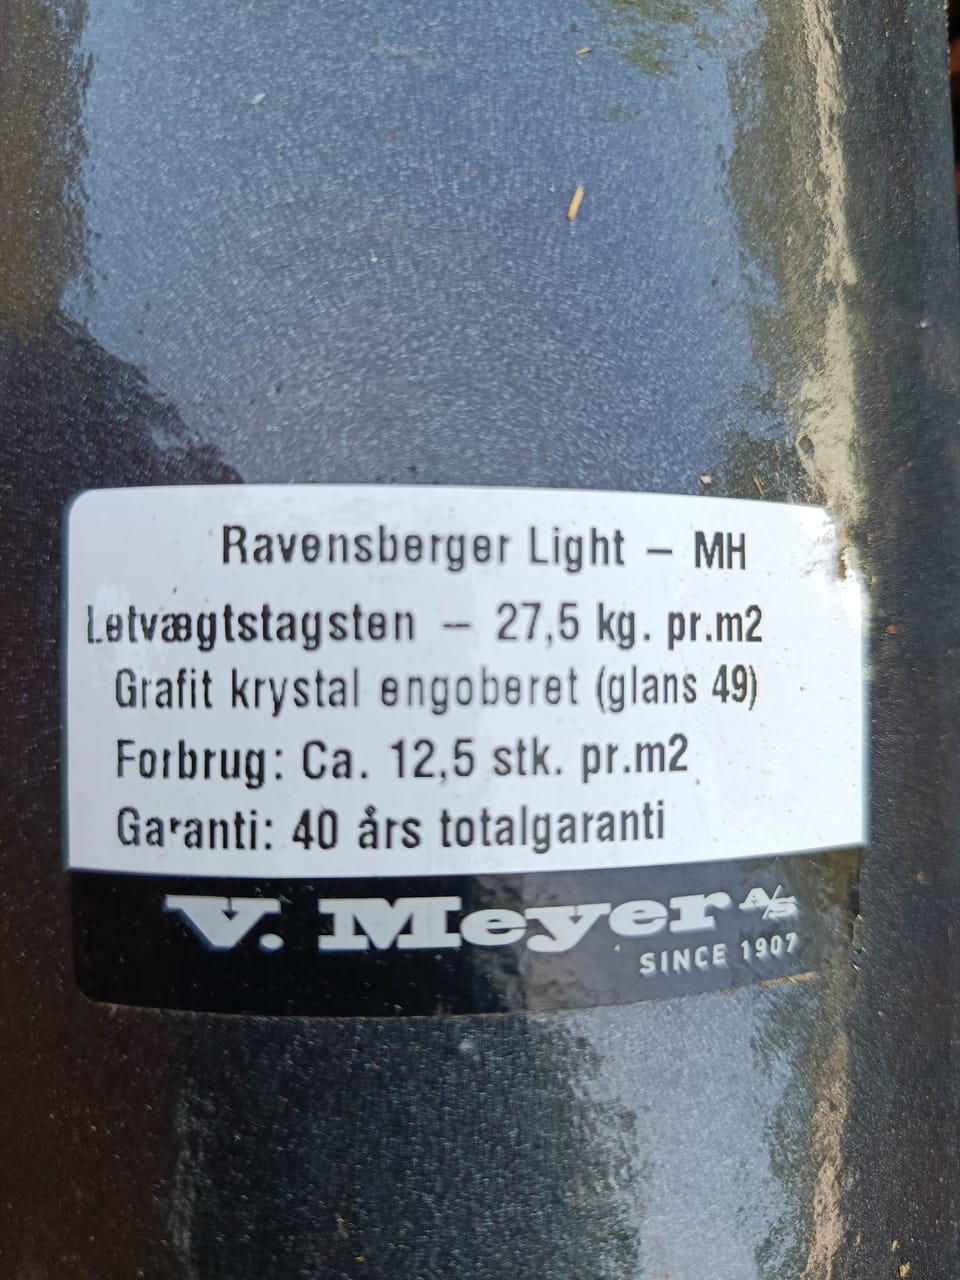 Ravensberger Light – MH
Letvægtstagsten – 27,5 kg. pr.m2
Grafit krystal engoberet (glans 49)
Forbrug: Ca. 12,5 stk. pr.m2
Garanti: 40 års totalgaranti
V. Meyer A/S
SINCE 1907